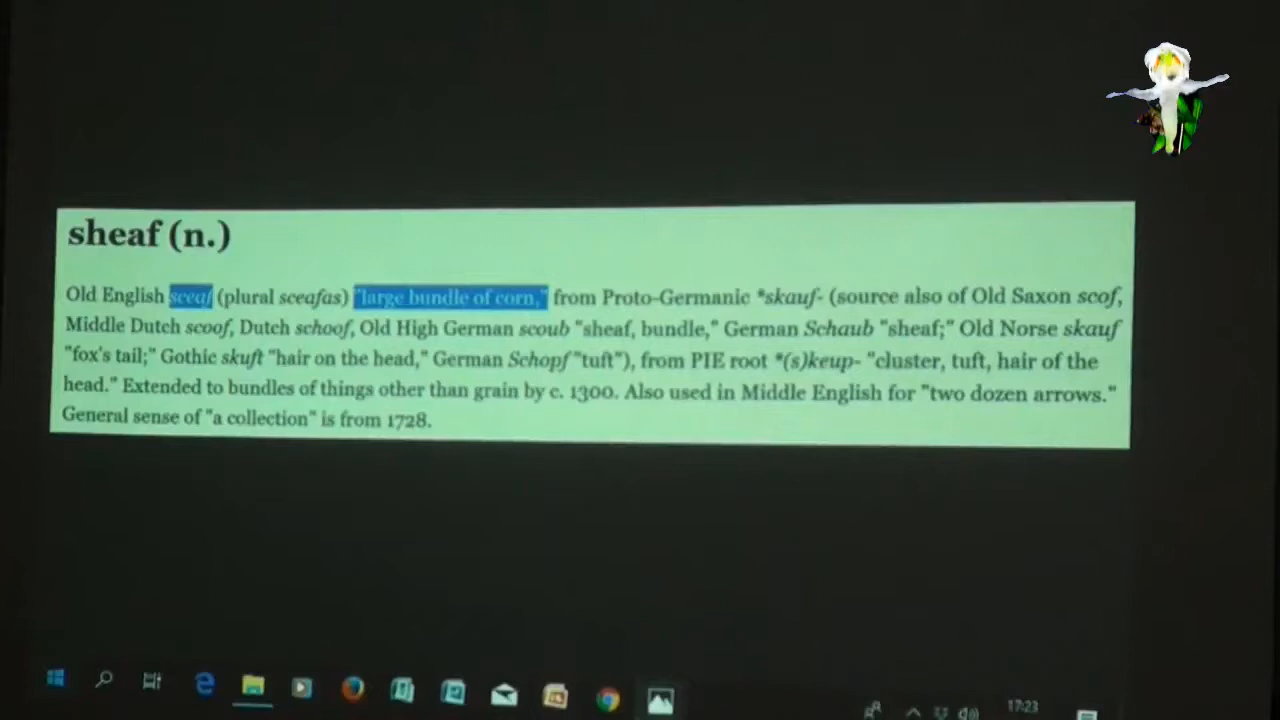 sheaf (n.)
Old English sceaf (plural sceafas) "large bundle of corn," from Proto-Germanic *skauf- (source also of Old Saxon scof,
Middle Dutch scoof, Dutch schoof, Old High German scoub "sheaf, bundle," German Schaub "sheaf;" Old Norse skauf
"fox's tail;" Gothic skuft "hair on the head," German Schopf "tuft"), from PIE root *(s)keup- "cluster, tuft, hair of the
head." Extended to bundles of things other than grain by c. 1300. Also used in Middle English for "two dozen arrows."
General sense of "a collection" is from 1728.
17:23